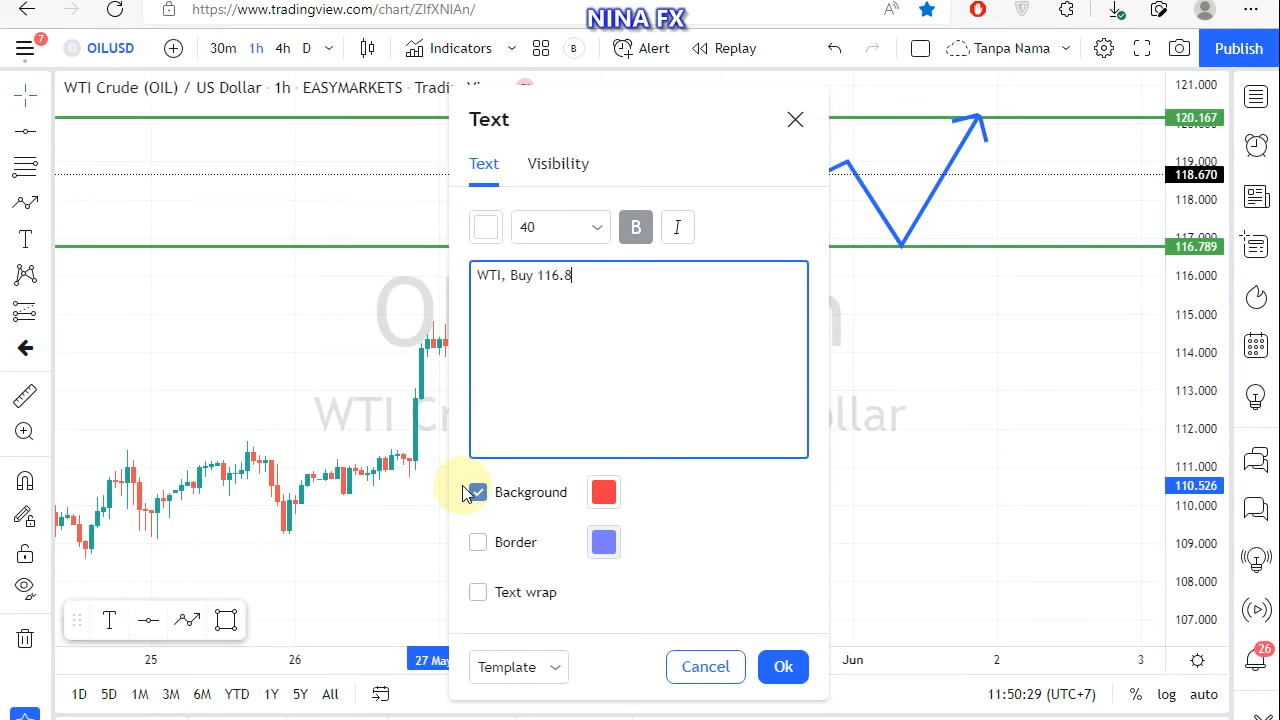 https://www.tradingview.com/chart/ZIfXNIAn/
NINA FX
7
OILUSD
30m 1h 4h D
Indicators
B
Alert
Replay
Tanpa Nama
Publish
WTI Crude (OIL) / US Dollar · 1h · EASYMARKETS
Text
Text Visibility
40
B
I
WTI, Buy 116.8
Background
Border
Text wrap
Template
Cancel
Ok
WTI Cr
ollar
121.000
120.167
119.000
118.670
118.000
116.789
116.000
115.000
114.000
113.000
112.000
111.000
110.526
110.000
109.000
108.000
107.000
T
25 26 27 May Jun 2 3
26
1D 5D 1M 3M 6M YTD 1Y 5Y All
11:50:29 (UTC+7)
% log auto